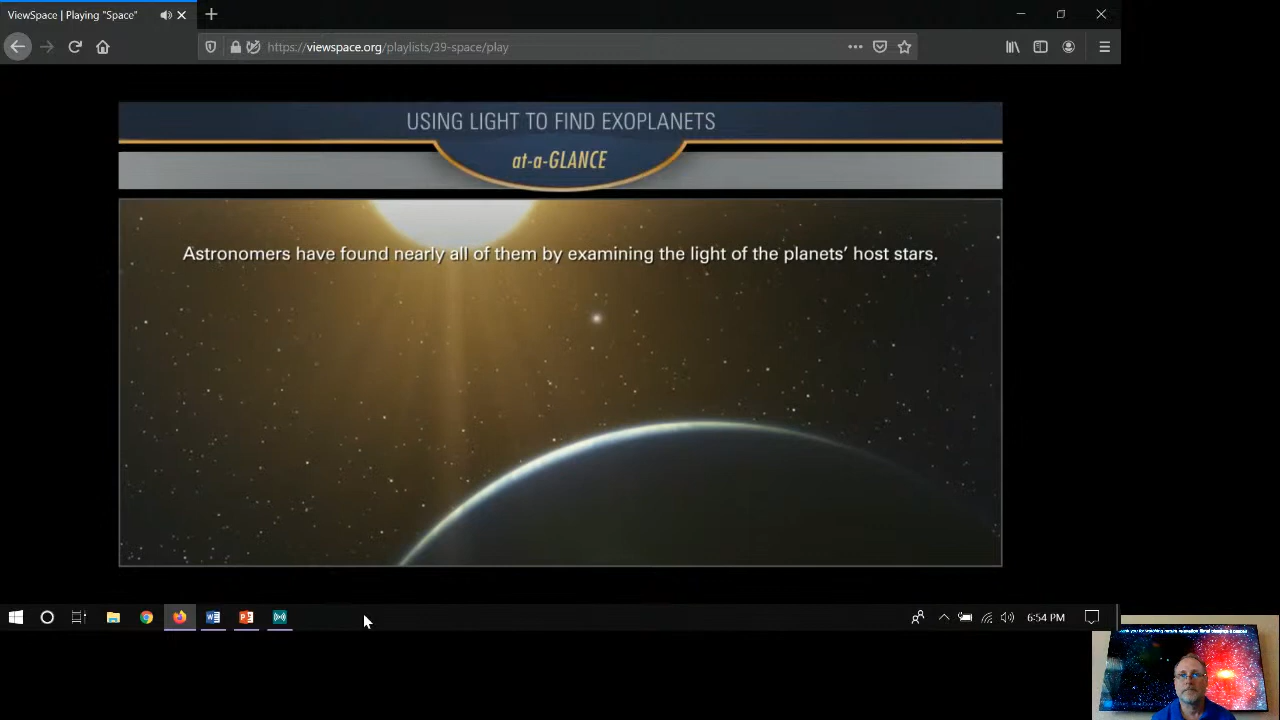 ViewSpace | Playing "Space"
https://viewspace.org/playlists/39-space/play
USING LIGHT TO FIND EXOPLANETS
at-a-GLANCE
Astronomers have found nearly all of them by examining the light of the planets' host stars.
6:54 PM